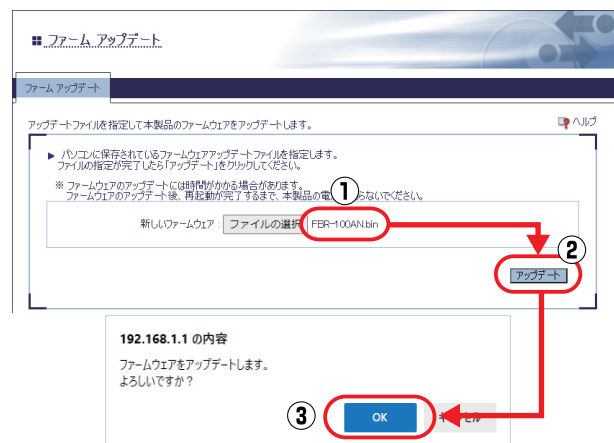 ファーム アップデート
ファーム アップデート
アップデートファイルを指定して本製品のファームウェアをアップデートします。
ヘルプ
▶ パソコンに保存されているファームウェアアップデートファイルを指定します。
ファイルの指定が完了したら「アップデート」をクリックしてください。
※ ファームウェアのアップデートには時間がかかる場合があります。
ファームウェアのアップデート後、再起動が完了するまで、本製品の電 らないでください。
①
新しいファームウェア : ファイルの選択 FBR-100AN.bin
②
アップデート
192.168.1.1 の内容
ファームウェアをアップデートします。
よろしいですか？
③ OK